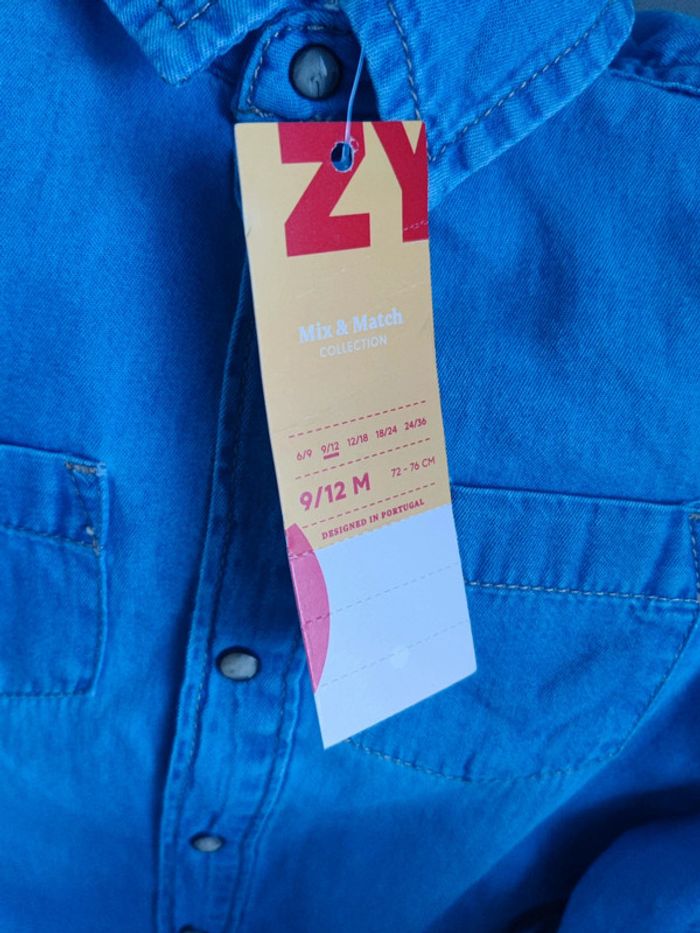 ZY
Mix & Match
COLLECTION
6/9 9/12 12/18 18/24 24/36
9/12 M 72 - 76 CM
DESIGNED IN PORTUGAL